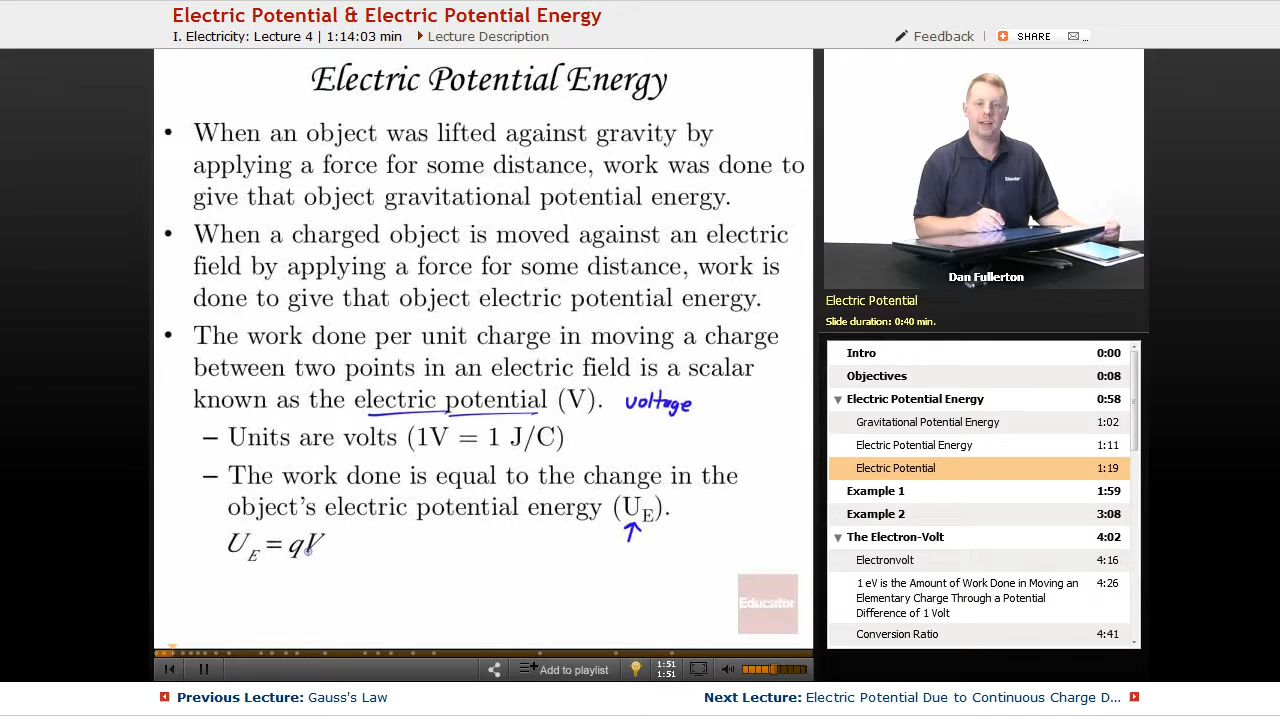 Electric Potential & Electric Potential Energy
I. Electricity: Lecture 4 | 1:14:03 min Lecture Description
Feedback SHARE ...
Electric Potential Energy
• When an object was lifted against gravity by
applying a force for some distance, work was done to
give that object gravitational potential energy.
• When a charged object is moved against an electric
field by applying a force for some distance, work is
done to give that object electric potential energy.
• The work done per unit charge in moving a charge
between two points in an electric field is a scalar
known as the electric potential (V). voltage
– Units are volts (1V = 1 J/C)
– The work done is equal to the change in the
object's electric potential energy (U_E).
U_E = qV
Educator
Add to playlist
1:51
1:51
Educator
Dan Fullerton
Electric Potential
Slide duration: 0:40 min.
Intro 0:00
Objectives 0:08
Electric Potential Energy 0:58
Gravitational Potential Energy 1:02
Electric Potential Energy 1:11
Electric Potential 1:19
Example 1 1:59
Example 2 3:08
The Electron-Volt 4:02
Electronvolt 4:16
1 eV is the Amount of Work Done in Moving an 4:26
Elementary Charge Through a Potential
Difference of 1 Volt
Conversion Ratio 4:41
Previous Lecture: Gauss's Law
Next Lecture: Electric Potential Due to Continuous Charge D...